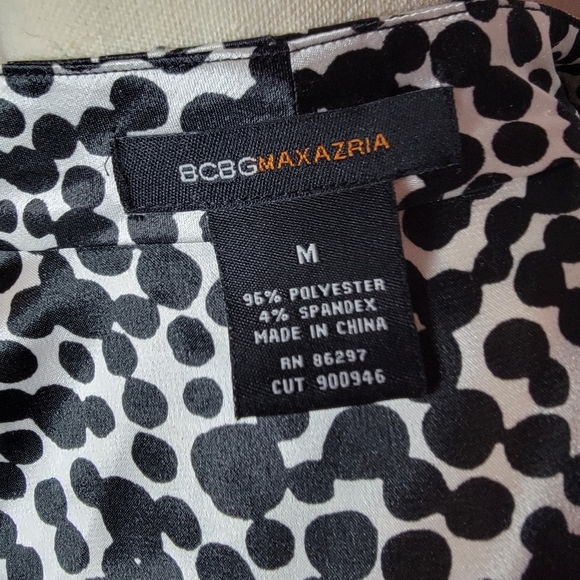 BCBGMAXAZRIA
M
96% POLYESTER
4% SPANDEX
MADE IN CHINA
RN 86297
CUT 900946